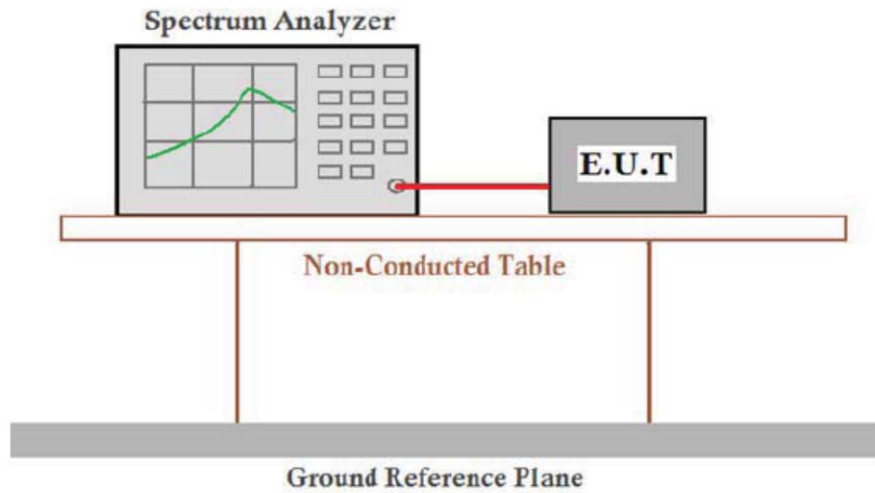 Spectrum Analyzer
E.U.T
Non-Conducted Table
Ground Reference Plane